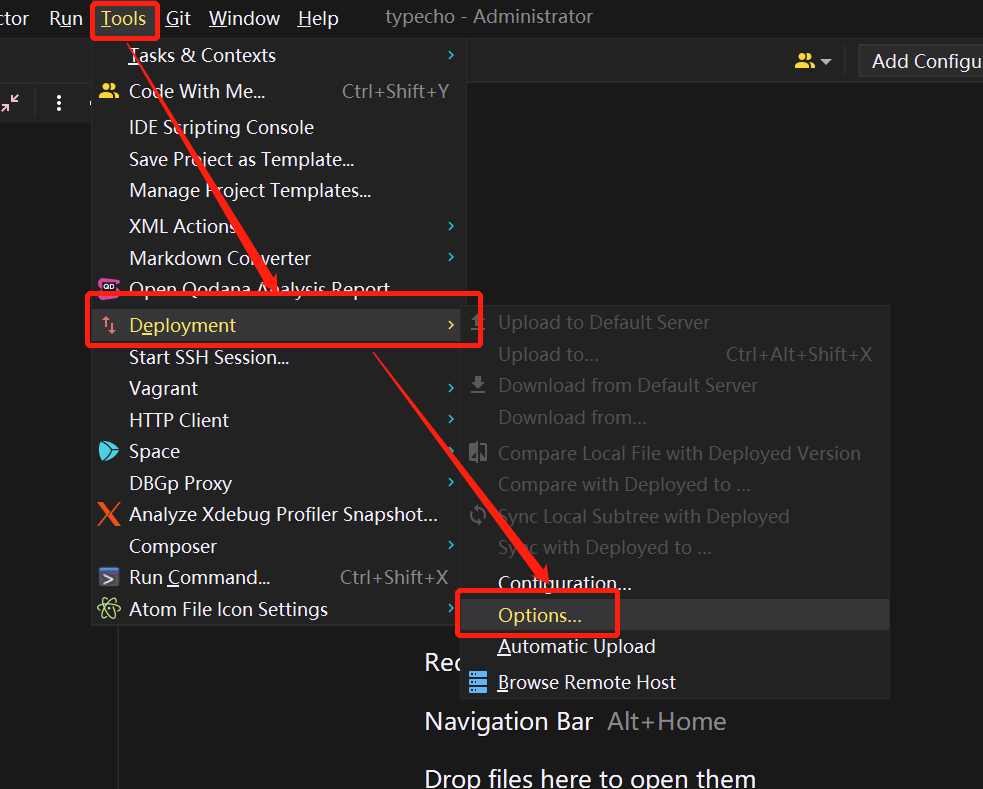 ctor Run Tools Git Window Help typecho - Administrator
Add Configu
Tasks & Contexts
Code With Me... Ctrl+Shift+Y
IDE Scripting Console
Save Project as Template...
Manage Project Templates...
XML Actions
Markdown Converter
Open Qodana Analysis Report
Deployment
Start SSH Session...
Vagrant
HTTP Client
Space
DBGp Proxy
Analyze Xdebug Profiler Snapshot...
Composer
Run Command... Ctrl+Shift+X
Atom File Icon Settings
Upload to Default Server
Upload to... Ctrl+Alt+Shift+X
Download from Default Server
Download from...
Compare Local File with Deployed Version
Compare with Deployed to ...
Sync Local Subtree with Deployed
Sync with Deployed to ...
Configuration...
Options...
Automatic Upload
Browse Remote Host
Rec
Navigation Bar Alt+Home
Drop files here to open them